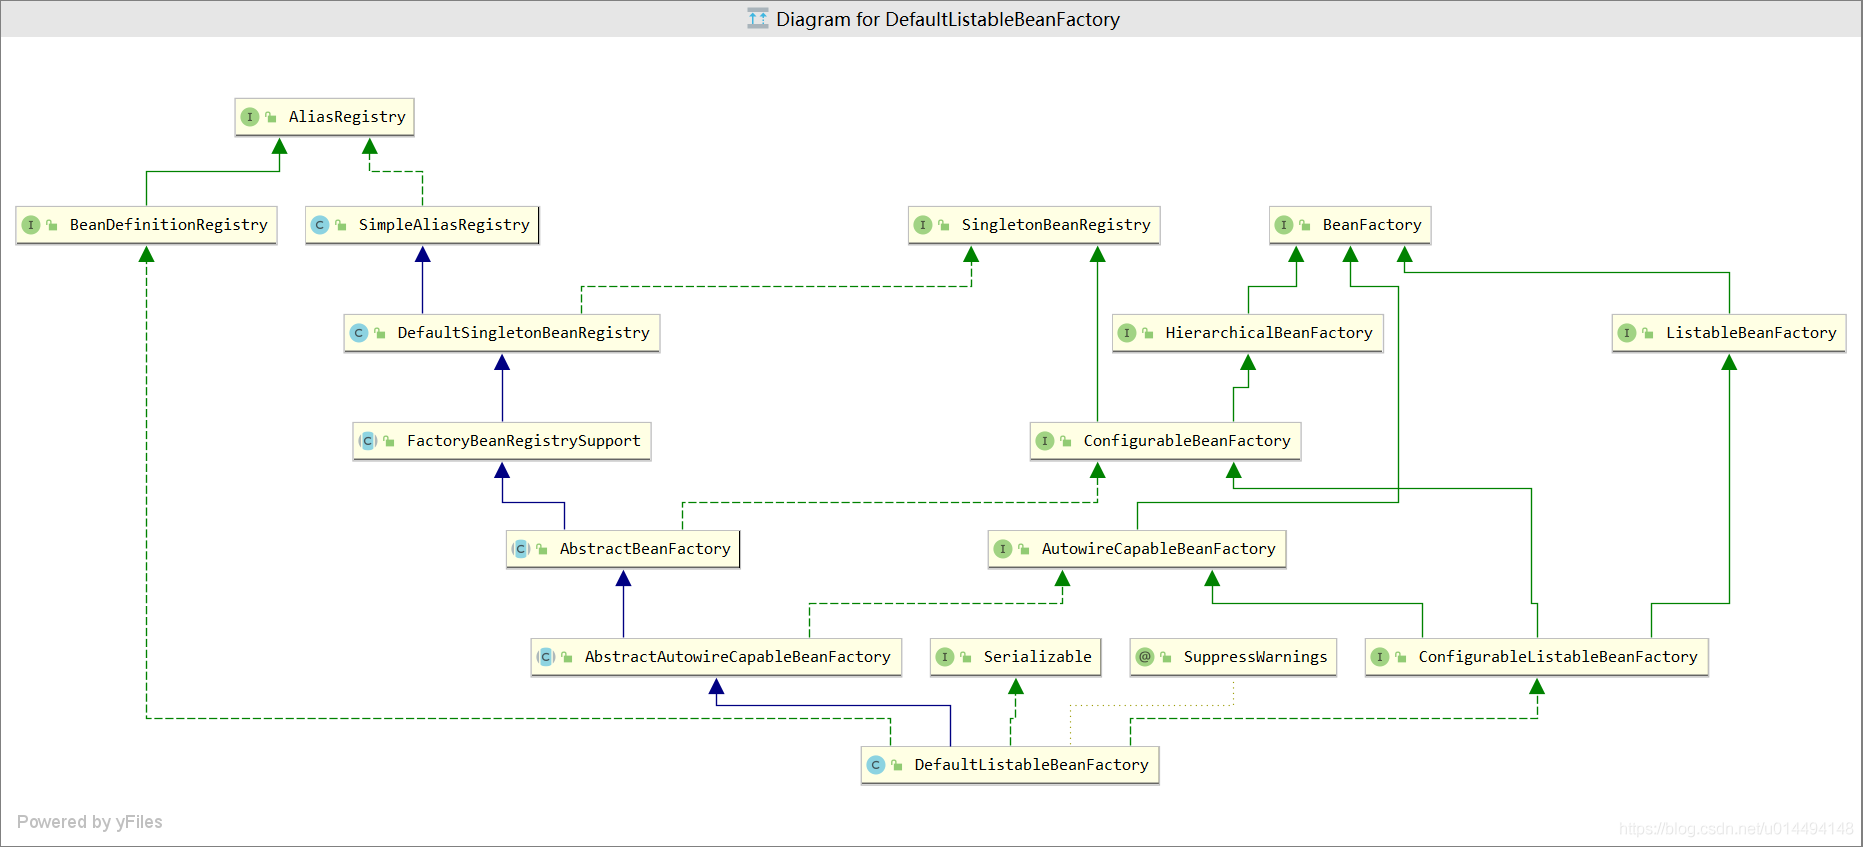 Diagram for DefaultListableBeanFactory
I AliasRegistry
I BeanDefinitionRegistry
C SimpleAliasRegistry
I SingletonBeanRegistry
I BeanFactory
C DefaultSingletonBeanRegistry
I HierarchicalBeanFactory
I ListableBeanFactory
C FactoryBeanRegistrySupport
I ConfigurableBeanFactory
C AbstractBeanFactory
I AutowireCapableBeanFactory
C AbstractAutowireCapableBeanFactory
I Serializable
@ SuppressWarnings
I ConfigurableListableBeanFactory
C DefaultListableBeanFactory
Powered by yFiles
https://blog.csdn.net/u014494148